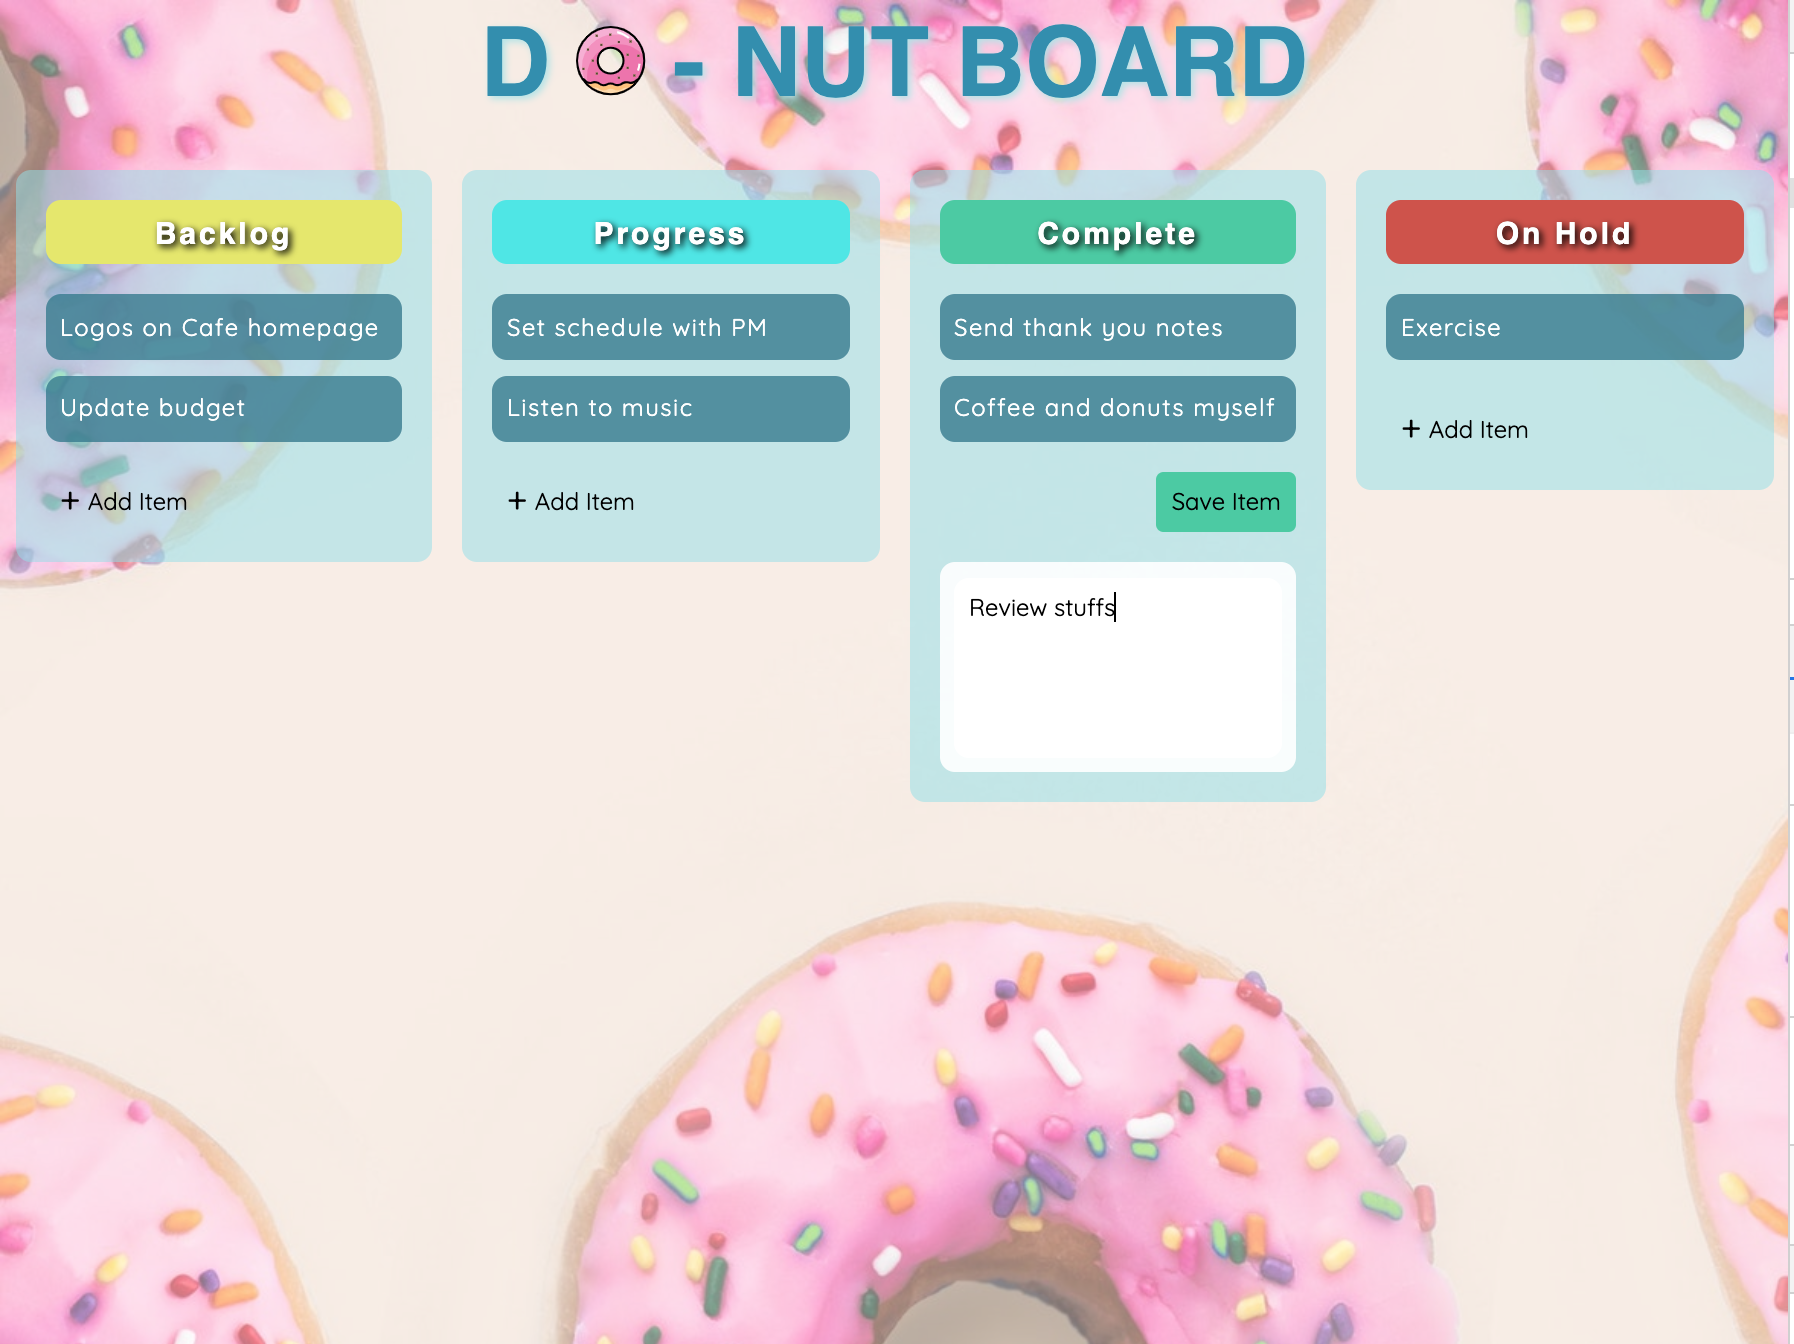 D - NUT BOARD
Backlog
Logos on Cafe homepage
Update budget
+ Add Item
Progress
Set schedule with PM
Listen to music
+ Add Item
Complete
Send thank you notes
Coffee and donuts myself
Save Item
Review stuffs
On Hold
Exercise
+ Add Item